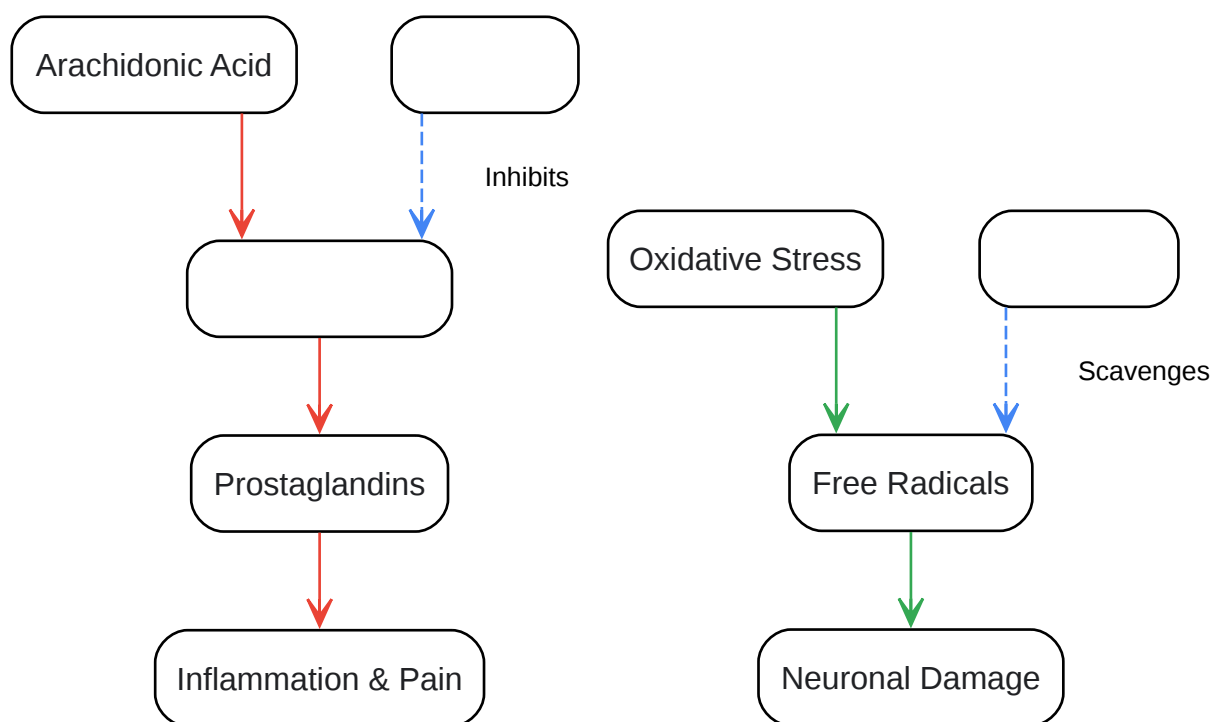 Arachidonic Acid
Inhibits
Oxidative Stress
Scavenges
Prostaglandins
Free Radicals
Inflammation & Pain
Neuronal Damage